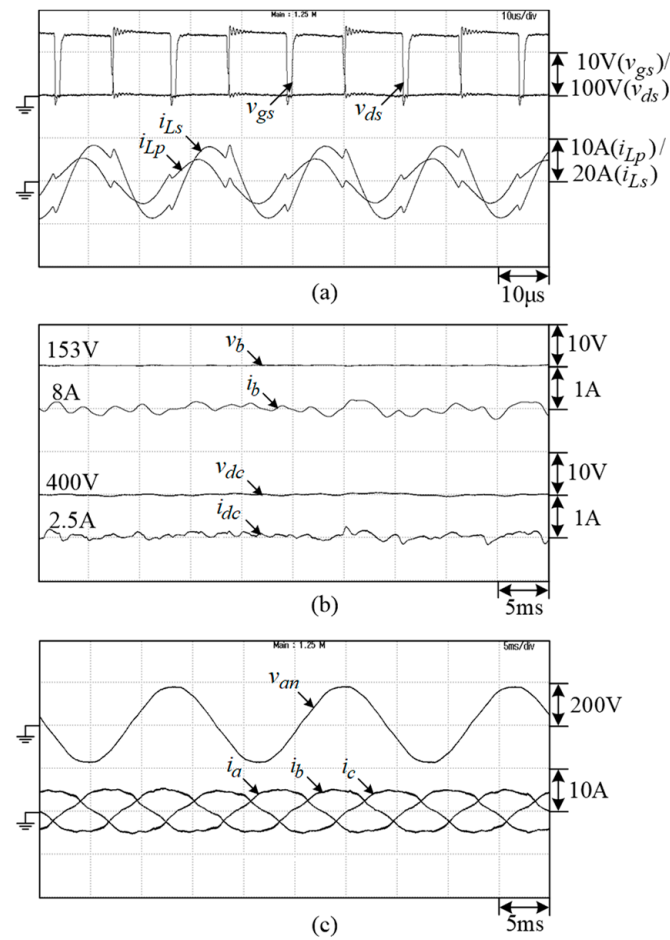 Main : 1.25 M
10us/div
10V(vgs)/
100V(vds)
vgs
vds
iLs
iLp
10A(iLp)/
20A(iLs)
10μs
(a)
153V
vb
10V
8A
ib
1A
400V
vdc
10V
2.5A
idc
1A
5ms
(b)
Main : 1.25 M
5ms/div
van
200V
ia
ib
ic
10A
5ms
(c)